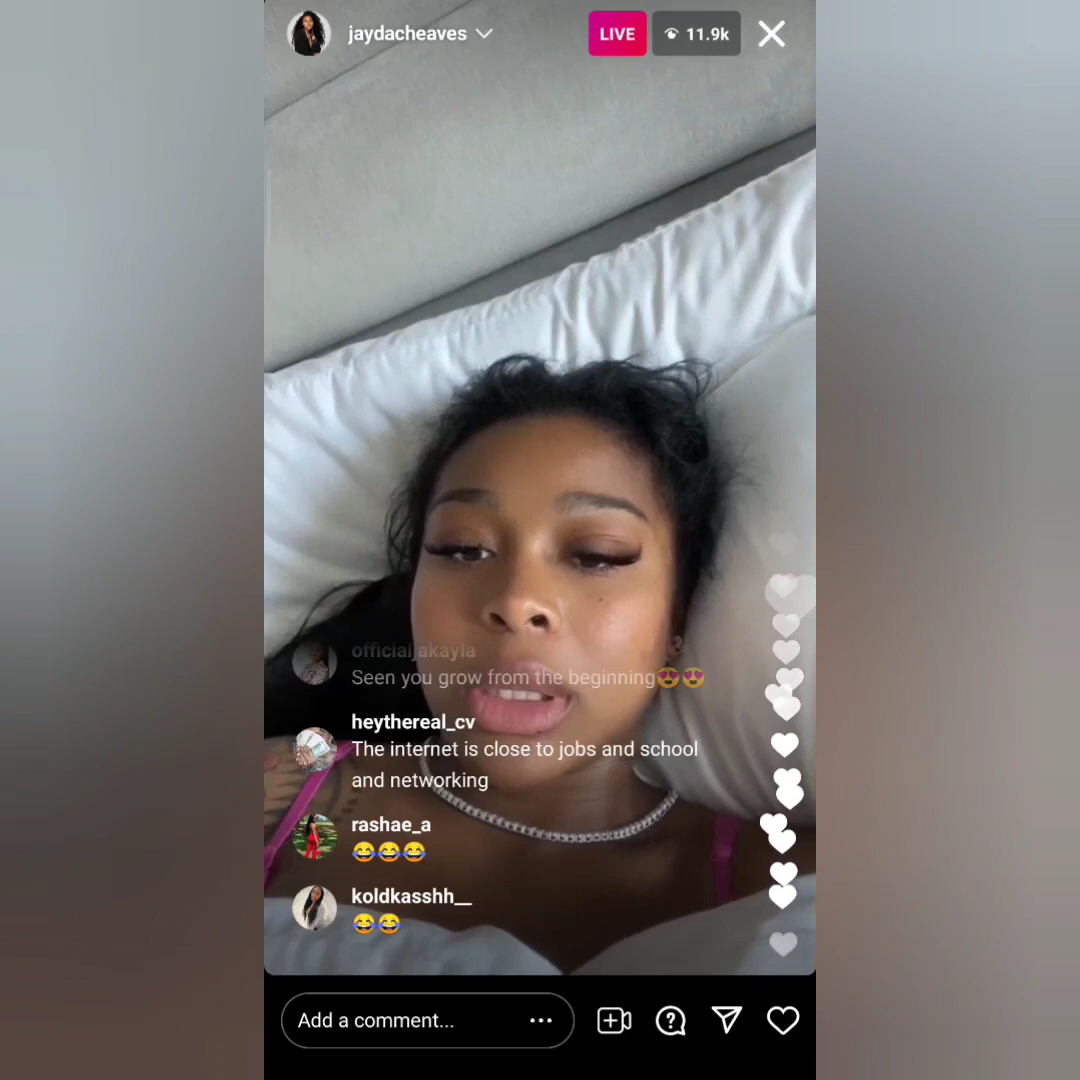 jaydacheaves
LIVE
11.9k
officialjakayla
Seen you grow from the beginning😍😍
heythereal_cv
The internet is close to jobs and school
and networking
rashae_a
😂😂😂
koldkasshh__
😂😂
Add a comment...